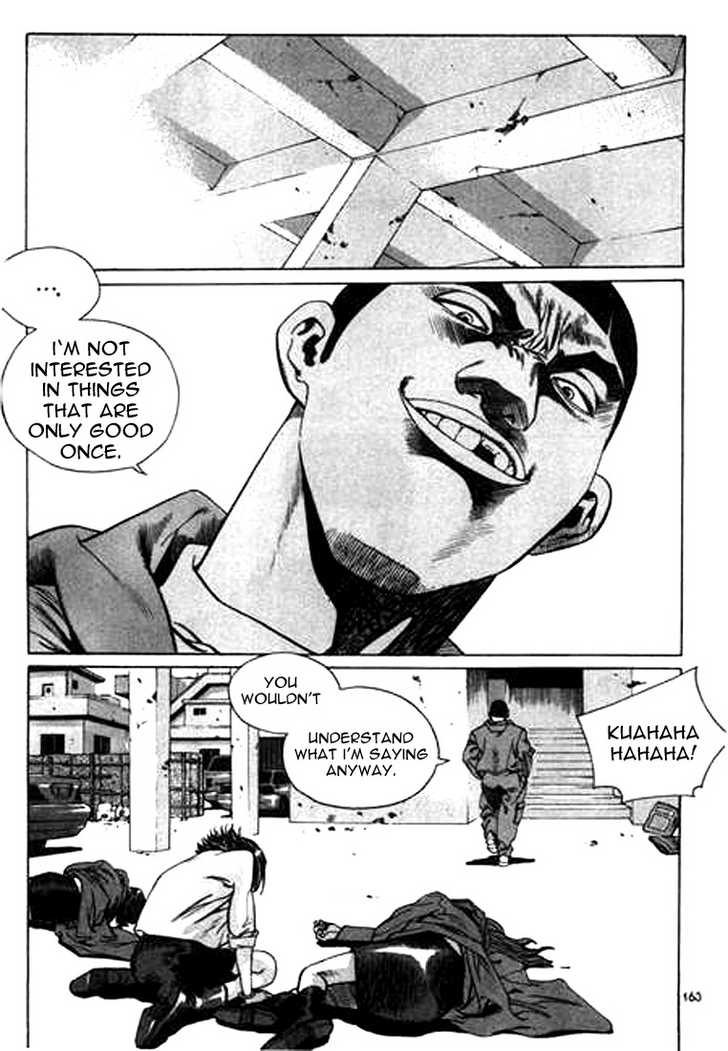 ...
I'M NOT
INTERESTED
IN THINGS
THAT ARE
ONLY GOOD
ONCE.
YOU
WOULDN'T
UNDERSTAND
WHAT I'M SAYING
ANYWAY.
KUAHAHA
HAHAHA!
163